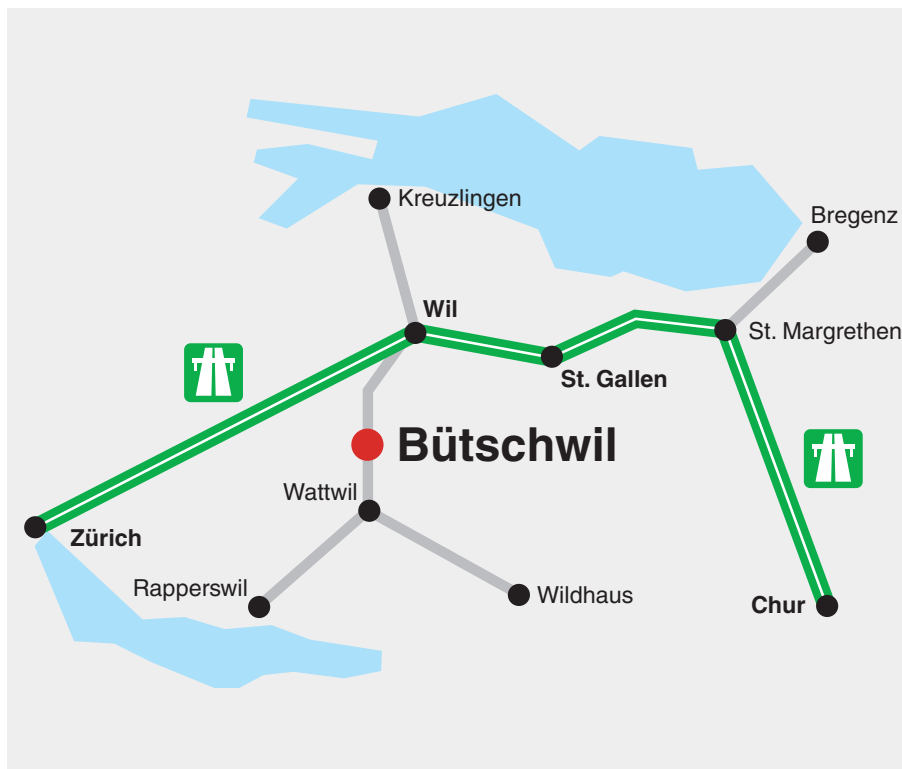 Kreuzlingen
Bregenz
Wil
St. Margrethen
St. Gallen
Bütschwil
Wattwil
Zürich
Rapperswil
Wildhaus
Chur